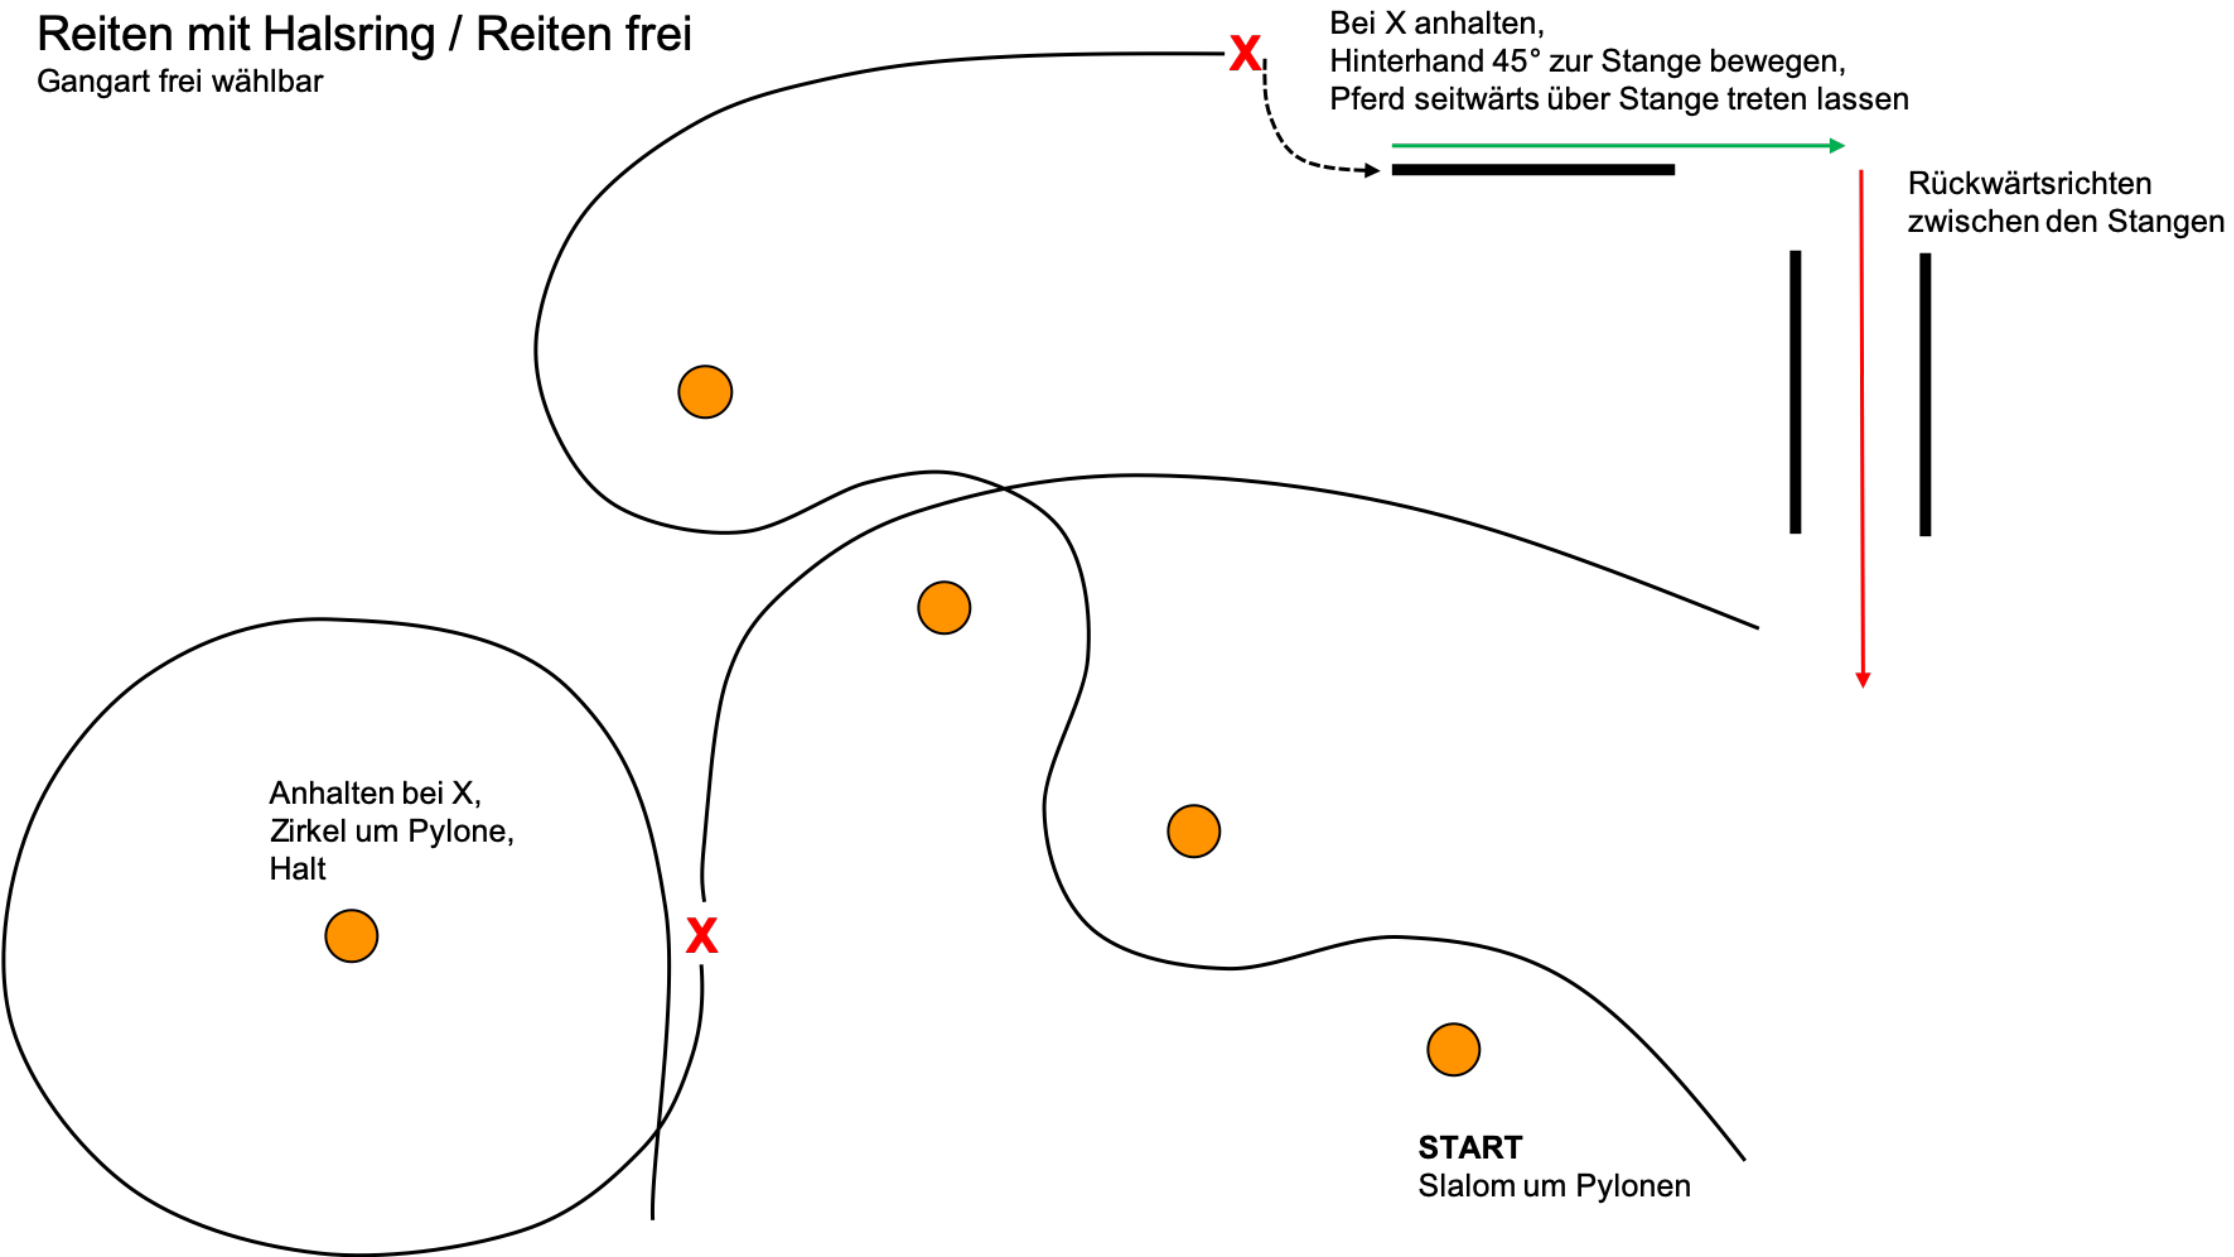 Reiten mit Halsring / Reiten frei
Gangart frei wählbar
X
Bei X anhalten,
Hinterhand 45° zur Stange bewegen,
Pferd seitwärts über Stange treten lassen
Rückwärtsrichten
zwischen den Stangen
Anhalten bei X,
Zirkel um Pylone,
Halt
X
START
Slalom um Pylonen